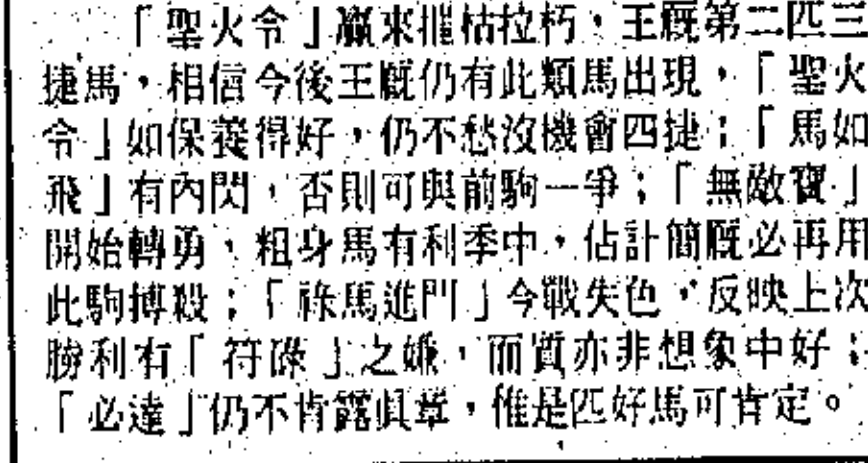 「聖火令」贏來摧枯拉朽，王廐第二匹三
捷馬，相信今後王廐仍有此類馬出現，「聖火
令」如保養得好，仍不愁沒機會四捷；「馬如
飛」有內閃，否則可與前駒一爭；「無敵寶」
開始轉勇，粗身馬有利季中，估計簡廐必再用
此駒搏殺；「祿馬進門」今戰失色，反映上次
勝利有「符碌」之嫌，而質亦非想象中好；
「必達」仍不肯露眞章，惟是匹好馬可肯定。